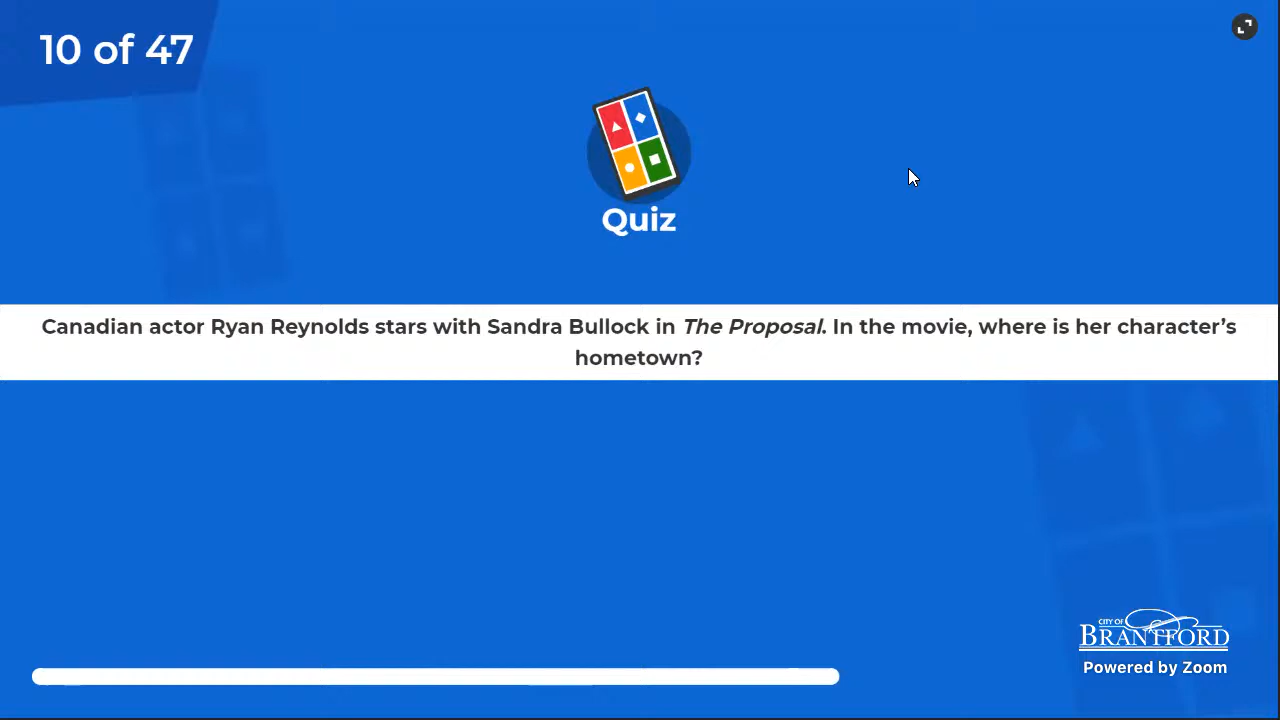 10 of 47
Quiz
Canadian actor Ryan Reynolds stars with Sandra Bullock in The Proposal. In the movie, where is her character’s
hometown?
CITY OF
BRANTFORD
Powered by Zoom